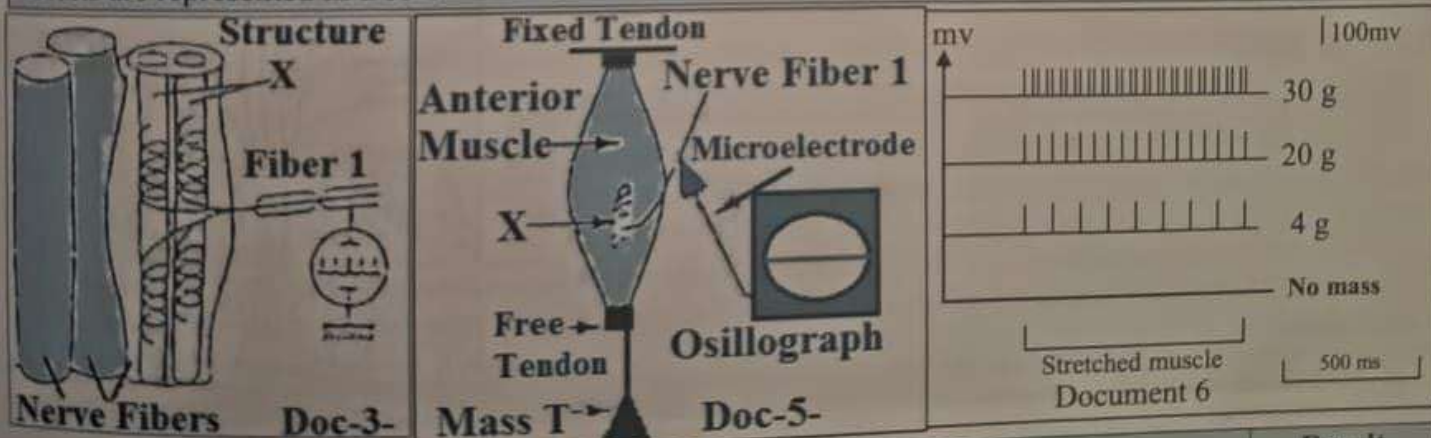 Structure
X
Fiber 1
Nerve Fibers
Doc-3-
Fixed Tendon
Nerve Fiber 1
Anterior
Muscle
Microelectrode
X
Free
Tendon
Osillograph
Mass T
Doc-5-
mv
100mv
30 g
20 g
4 g
No mass
Stretched muscle
500 ms
Document 6